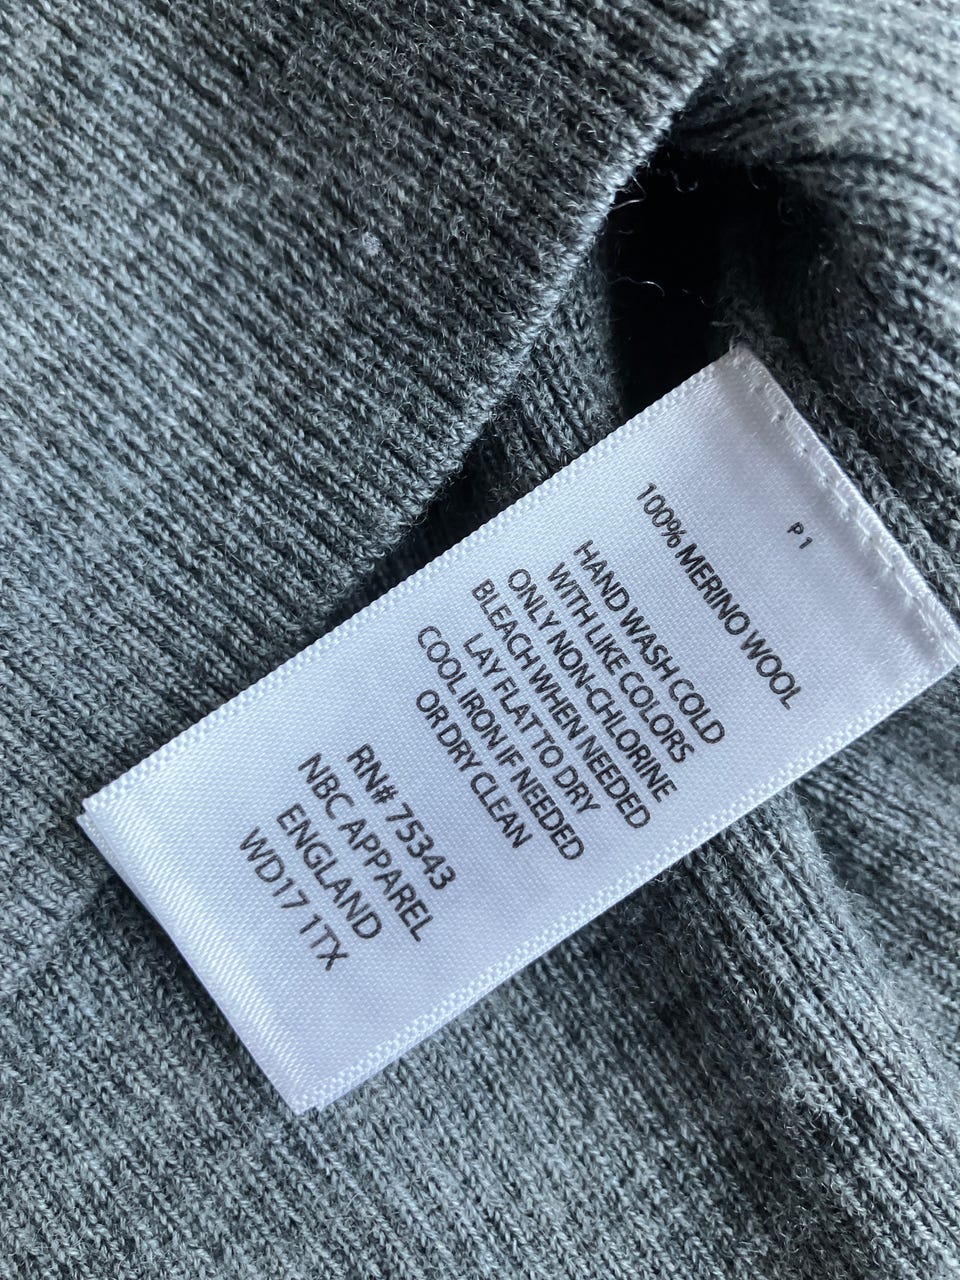 P 1
100% MERINO WOOL
HAND WASH COLD
WITH LIKE COLORS
ONLY NON-CHLORINE
BLEACH WHEN NEEDED
LAY FLAT TO DRY
COOL IRON IF NEEDED
OR DRY CLEAN
RN# 75343
NBC APPAREL
ENGLAND
WD17 1TX